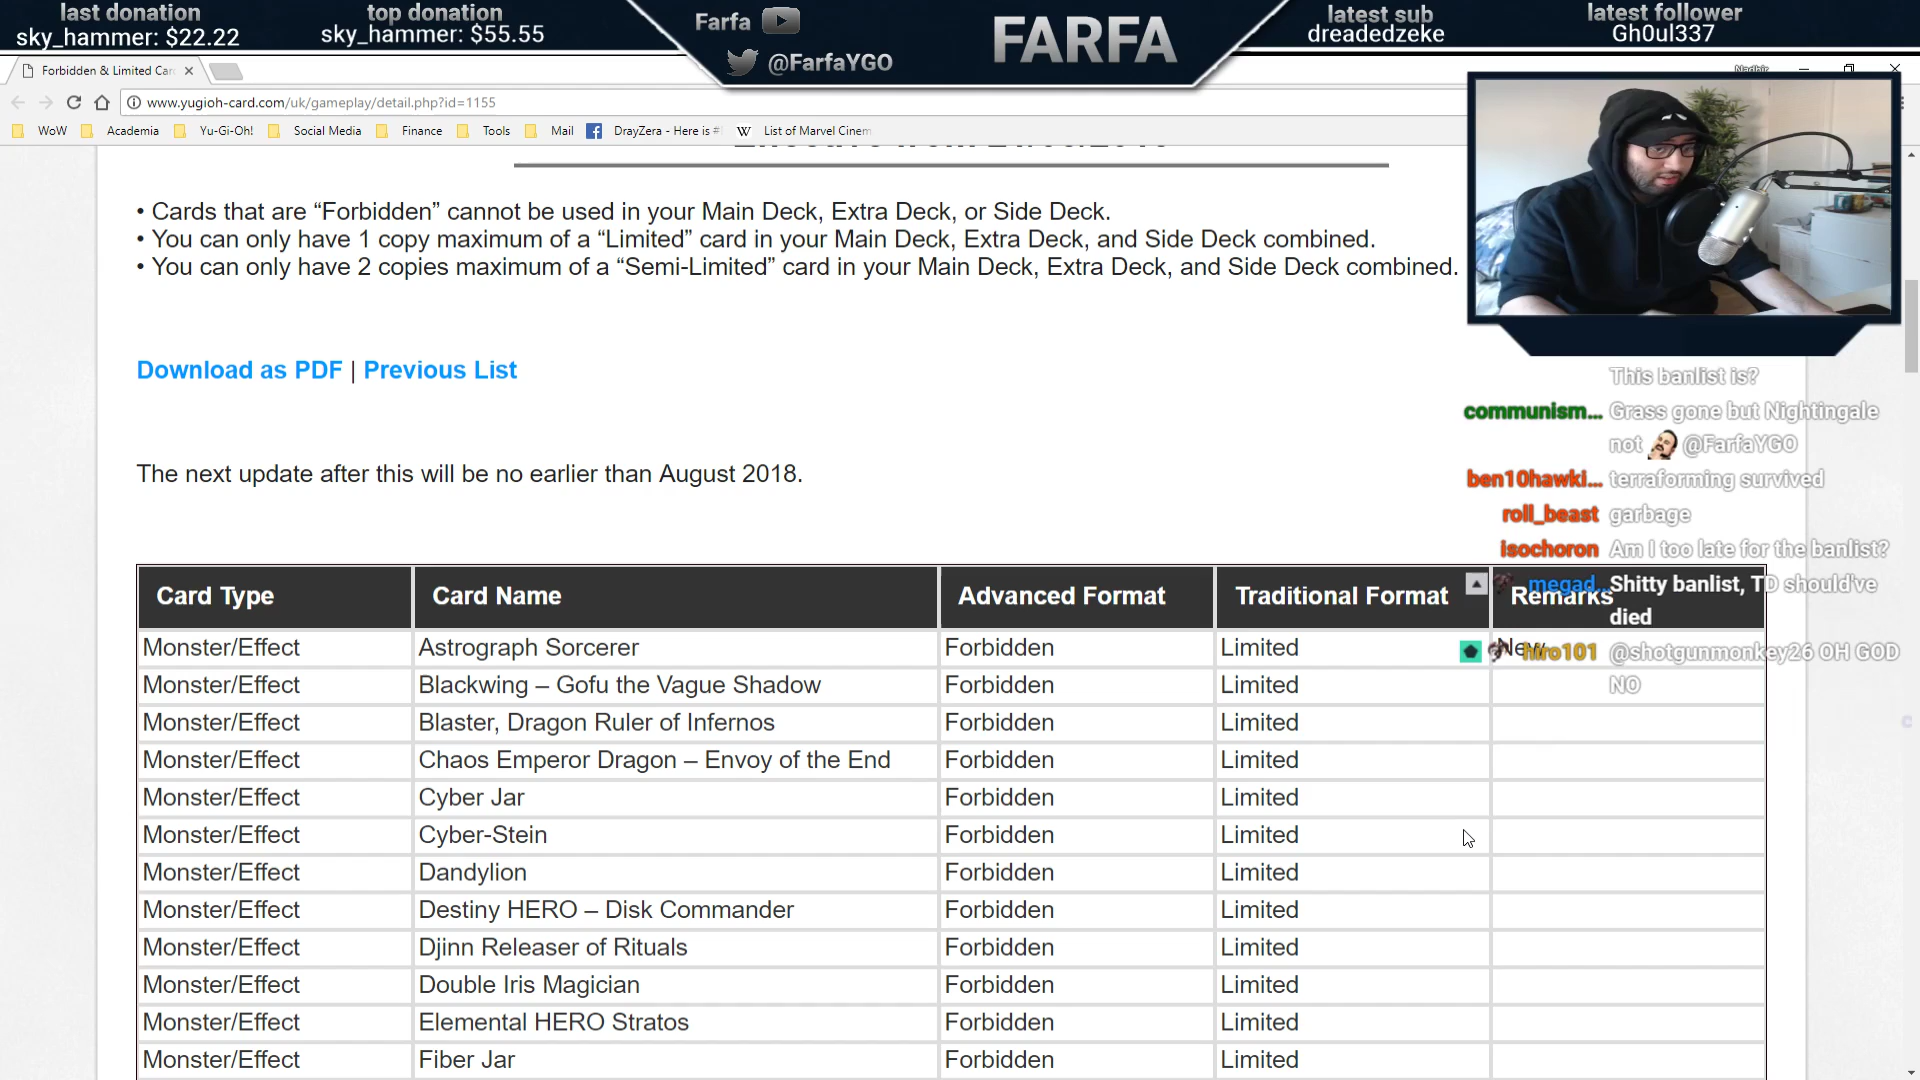 last donation
sky_hammer: $22.22
top donation
sky_hammer: $55.55
Farfa
@FarfaYGO
FARFA
latest sub
dreadedzeke
latest follower
Gh0ul337
Forbidden & Limited Car
www.yugioh-card.com/uk/gameplay/detail.php?id=1155
WoW
Academia
Yu-Gi-Oh!
Social Media
Finance
Tools
Mail
DrayZera - Here is #
W List of Marvel Cinem
• Cards that are “Forbidden” cannot be used in your Main Deck, Extra Deck, or Side Deck.
• You can only have 1 copy maximum of a “Limited” card in your Main Deck, Extra Deck, and Side Deck combined.
• You can only have 2 copies maximum of a “Semi-Limited” card in your Main Deck, Extra Deck, and Side Deck combined.
Download as PDF | Previous List
The next update after this will be no earlier than August 2018.
This banlist is?
communism... Grass gone but Nightingale
not @FarfaYGO
ben10hawki... terraforming survived
roll_beast garbage
isochoron Am I too late for the banlist?
megad... Shitty banlist, TD should've
died
hiro101 @shotgunmonkey26 OH GOD
NO
Card Type Card Name Advanced Format Traditional Format Remarks
Monster/Effect Astrograph Sorcerer Forbidden Limited New
Monster/Effect Blackwing – Gofu the Vague Shadow Forbidden Limited
Monster/Effect Blaster, Dragon Ruler of Infernos Forbidden Limited
Monster/Effect Chaos Emperor Dragon – Envoy of the End Forbidden Limited
Monster/Effect Cyber Jar Forbidden Limited
Monster/Effect Cyber-Stein Forbidden Limited
Monster/Effect Dandylion Forbidden Limited
Monster/Effect Destiny HERO – Disk Commander Forbidden Limited
Monster/Effect Djinn Releaser of Rituals Forbidden Limited
Monster/Effect Double Iris Magician Forbidden Limited
Monster/Effect Elemental HERO Stratos Forbidden Limited
Monster/Effect Fiber Jar Forbidden Limited